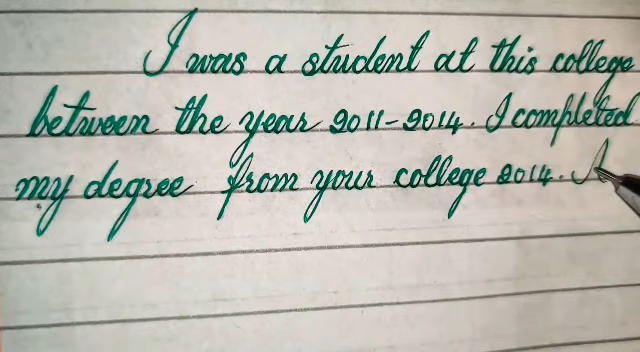 I was a student at this college
between the year 2011-2014. I completed
my degree from your college 2014. A